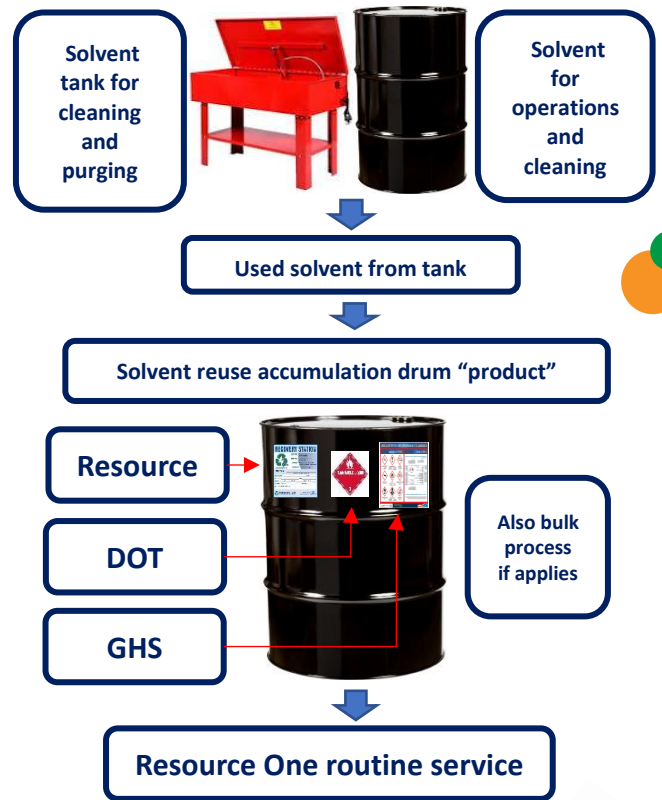 Solvent
tank for
cleaning
and
purging
Solvent
for
operations
and
cleaning
Used solvent from tank
Solvent reuse accumulation drum “product”
Resource
DOT
GHS
Also bulk
process
if applies
Resource One routine service